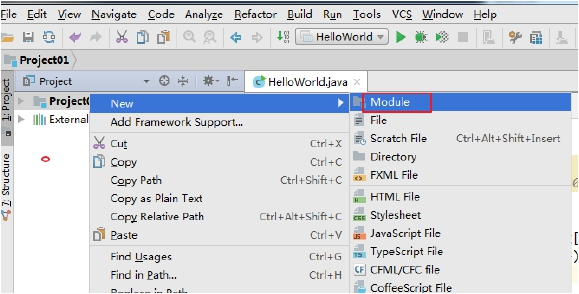 File Edit View Navigate Code Analyze Refactor Build Run Tools VCS Window Help
HelloWorld
Project01
Project HelloWorld.java
1: Project
7: Structure
External
New
Add Framework Support...
Cut Ctrl+X
Copy Ctrl+C
Copy Path Ctrl+Shift+C
Copy as Plain Text
Copy Relative Path Ctrl+Alt+Shift+C
Paste Ctrl+V
Find Usages Ctrl+G
Find in Path... Ctrl+H
Module
File
Scratch File Ctrl+Alt+Shift+Insert
Directory
FXML File
HTML File
Stylesheet
JavaScript File
TypeScript File
CFML/CFC file
CoffeeScript File